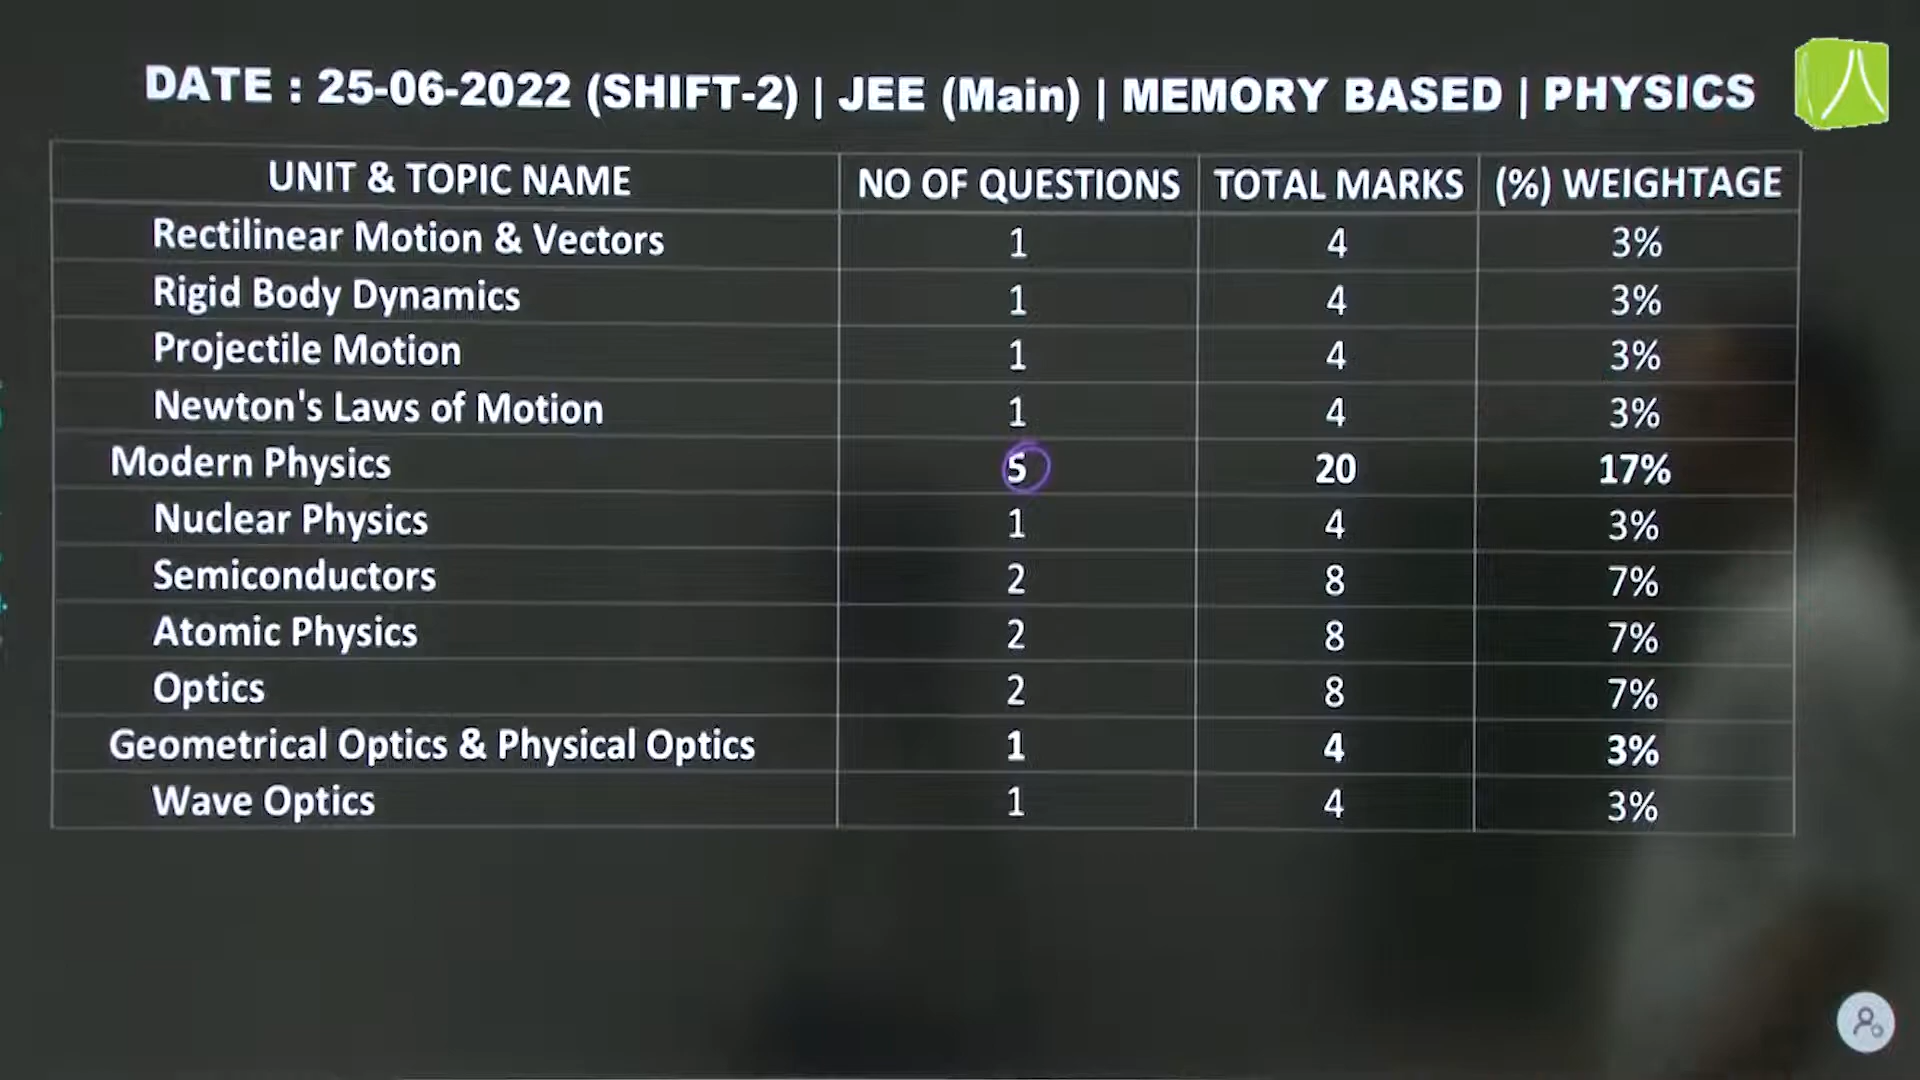 DATE : 25-06-2022 (SHIFT-2) | JEE (Main) | MEMORY BASED | PHYSICS
UNIT & TOPIC NAME NO OF QUESTIONS TOTAL MARKS (%) WEIGHTAGE
Rectilinear Motion & Vectors 1 4 3%
Rigid Body Dynamics 1 4 3%
Projectile Motion 1 4 3%
Newton's Laws of Motion 1 4 3%
Modern Physics 5 20 17%
Nuclear Physics 1 4 3%
Semiconductors 2 8 7%
Atomic Physics 2 8 7%
Optics 2 8 7%
Geometrical Optics & Physical Optics 1 4 3%
Wave Optics 1 4 3%